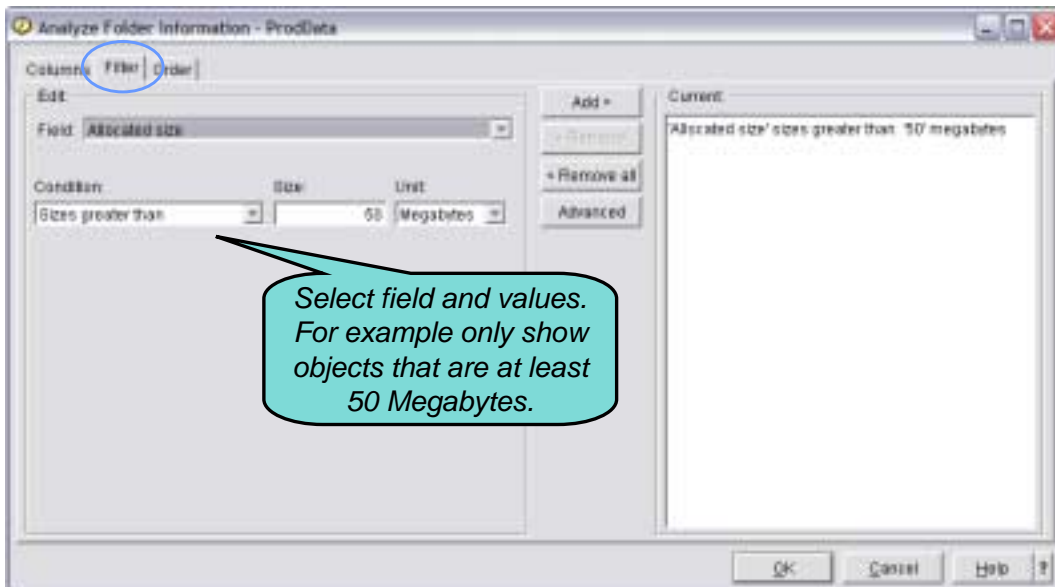 Analyze Folder Information - ProdData
Columns Filter Order
Edit
Field Allocated size
Condition: Size: Unit:
Sizes greater than 50 Megabytes
Add >
< Remove
< Remove all
Advanced
Current:
'Allocated size' sizes greater than '50' megabytes
Select field and values.
For example only show
objects that are at least
50 Megabytes.
OK Cancel Help ?